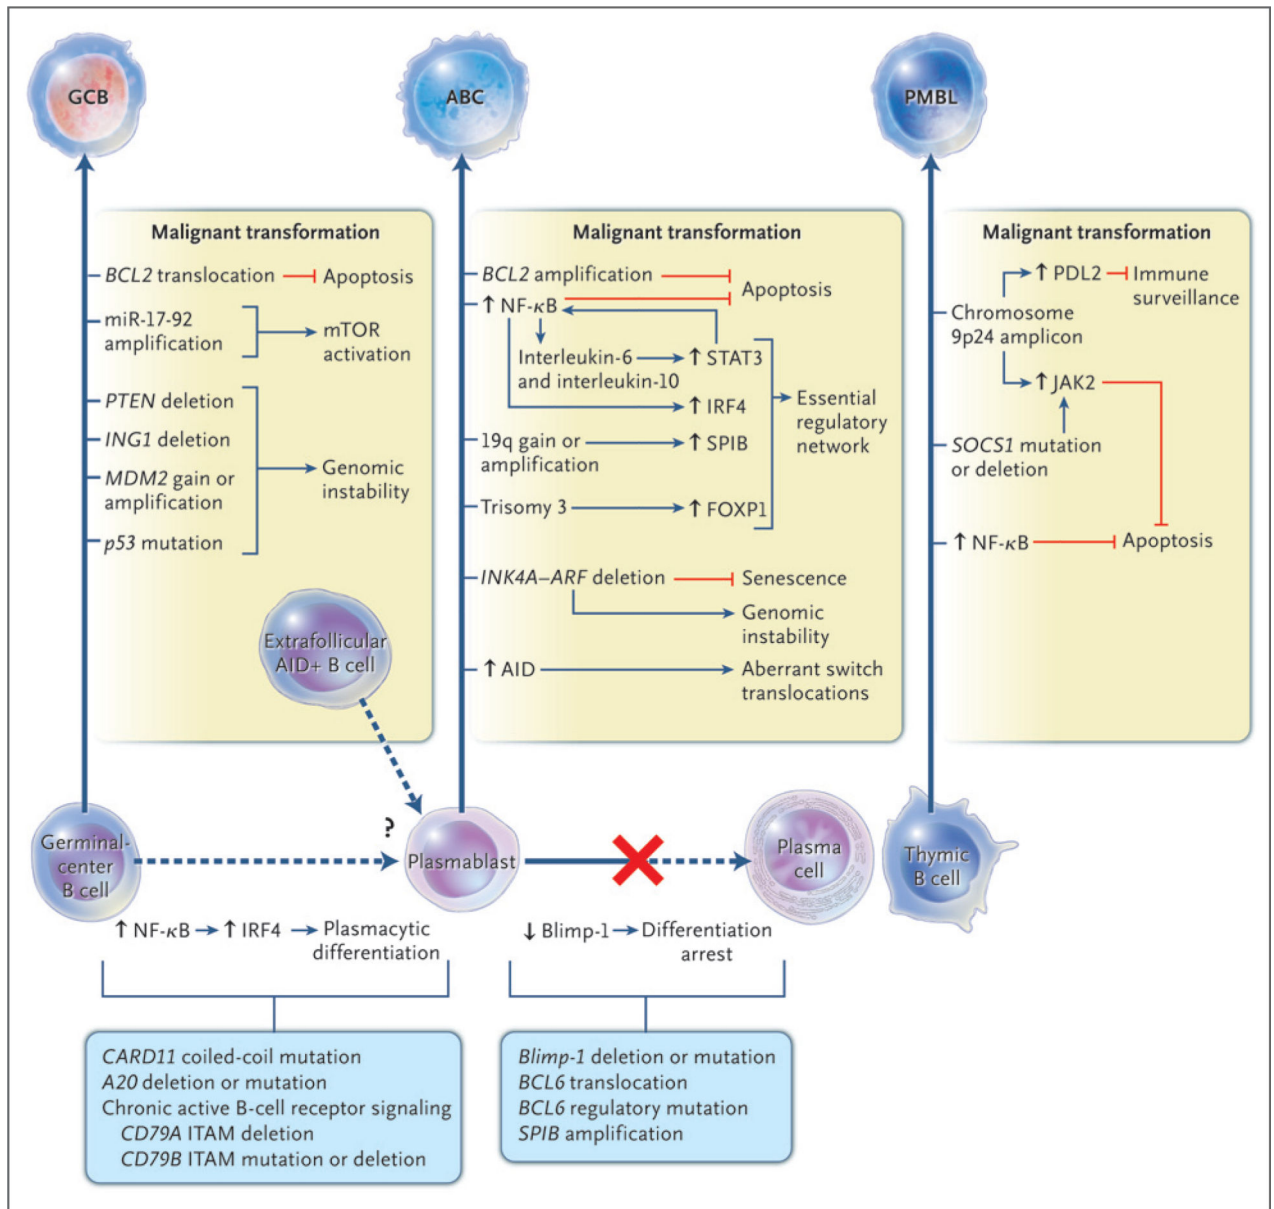 GCB
ABC
PMBL
Malignant transformation
BCL2 translocation
Apoptosis
miR-17-92
amplification
mTOR
activation
PTEN deletion
ING1 deletion
MDM2 gain or
amplification
p53 mutation
Genomic
instability
Extrafollicular
AID+ B cell
Malignant transformation
BCL2 amplification
↑ NF-κB
Apoptosis
Interleukin-6
and interleukin-10
↑ STAT3
↑ IRF4
19q gain or
amplification
↑ SPIB
Trisomy 3
↑ FOXP1
Essential
regulatory
network
INK4A–ARF deletion
Senescence
Genomic
instability
↑ AID
Aberrant switch
translocations
Malignant transformation
↑ PDL2
Immune
surveillance
Chromosome
9p24 amplicon
↑ JAK2
SOCS1 mutation
or deletion
↑ NF-κB
Apoptosis
Germinal-
center
B cell
?
Plasmablast
Plasma
cell
Thymic
B cell
↑ NF-κB → ↑ IRF4 → Plasmacytic
differentiation
↓ Blimp-1 → Differentiation
arrest
CARD11 coiled-coil mutation
A20 deletion or mutation
Chronic active B-cell receptor signaling
CD79A ITAM deletion
CD79B ITAM mutation or deletion
Blimp-1 deletion or mutation
BCL6 translocation
BCL6 regulatory mutation
SPIB amplification